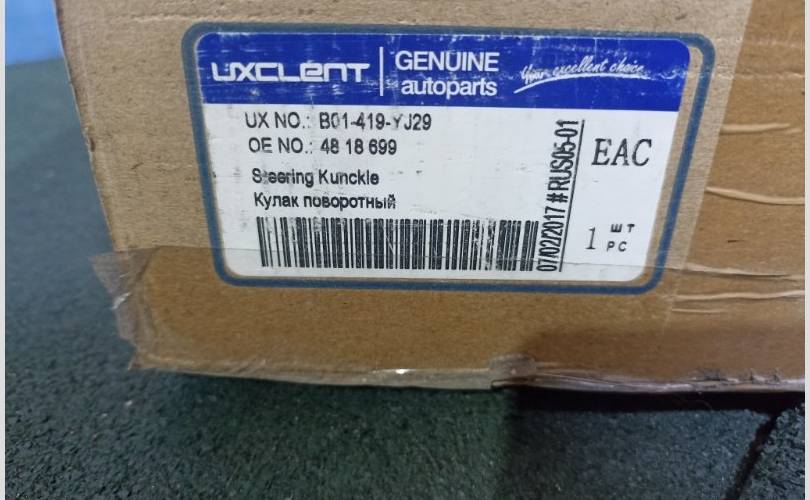 UXCLENT
GENUINE
autoparts
Your excellent choice
UX NO.: B01-419-YJ29
OE NO.: 48 18 699
Steering Kunckle
Кулак поворотный
07/02/2017 #RUS05-01
EAC
1 ШТ
PC